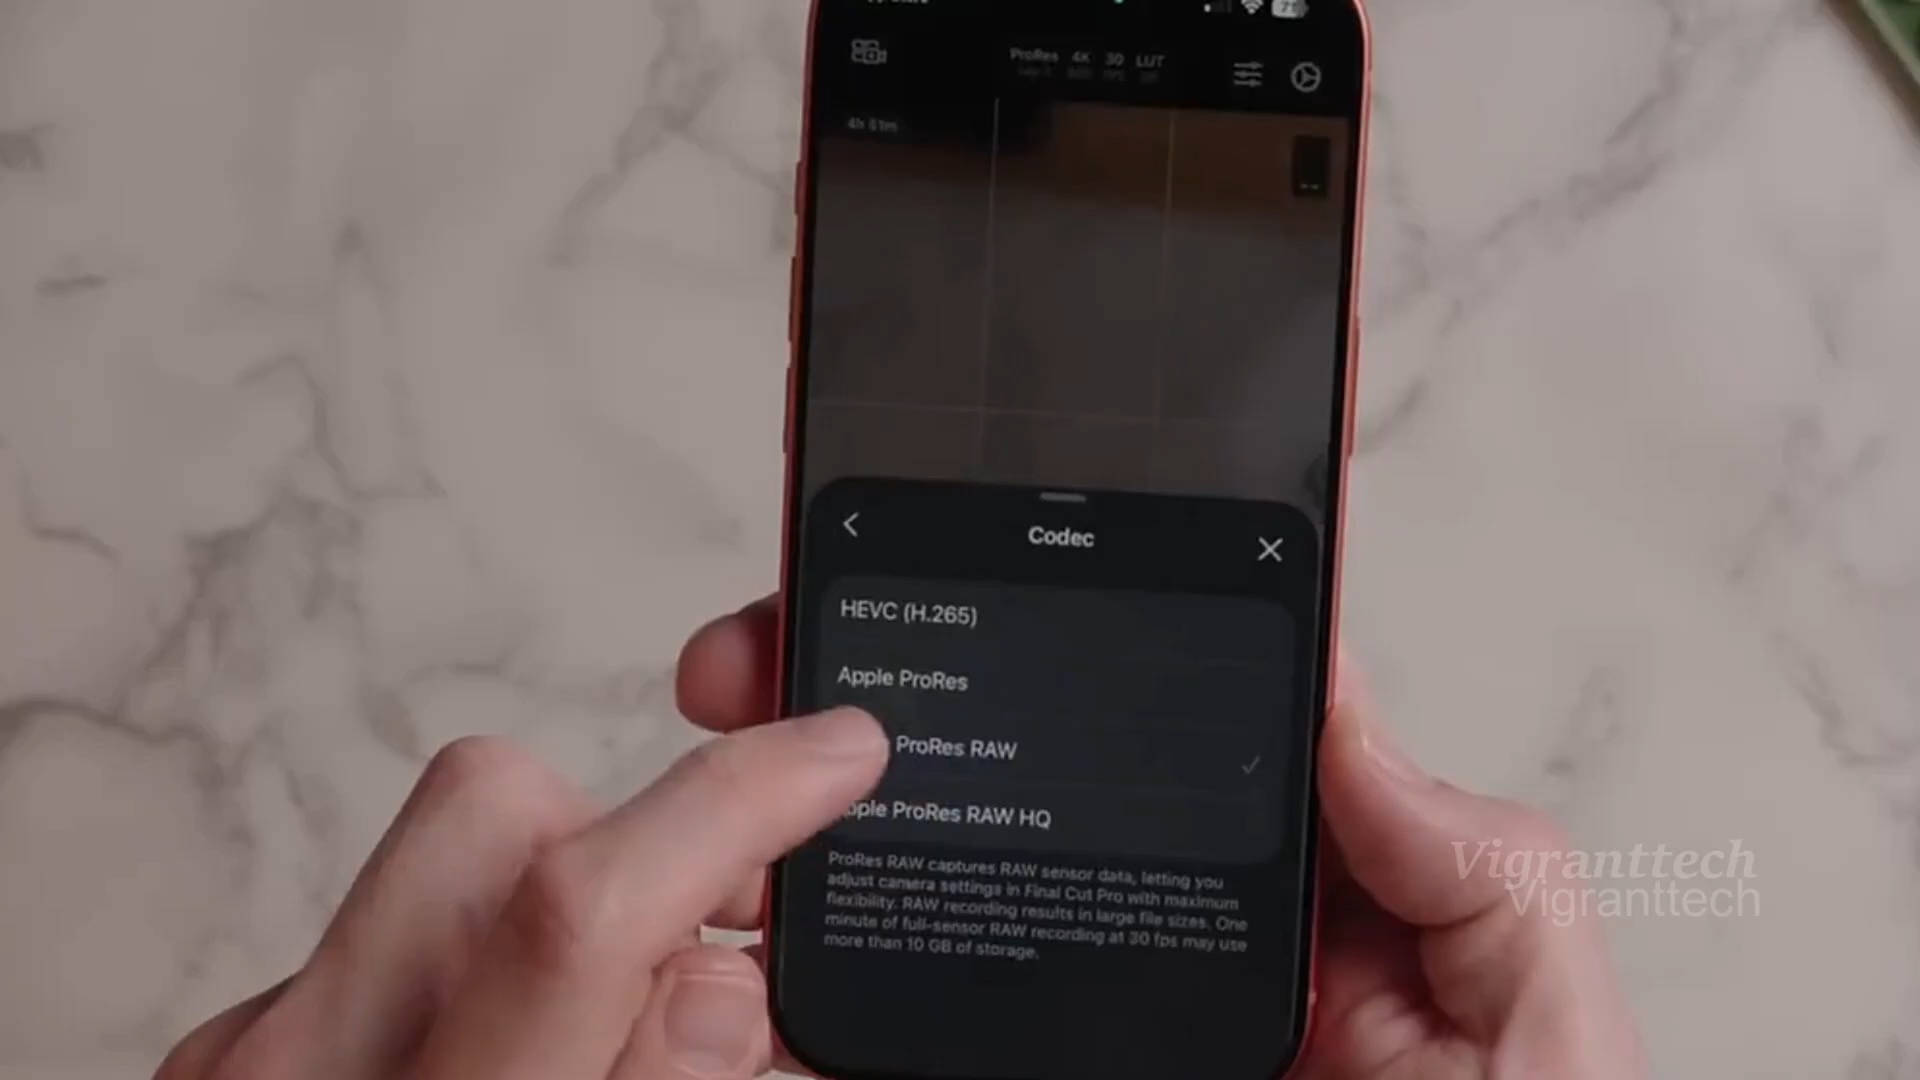 71
ProRes 4K 30 LUT
4h 51m
Codec
HEVC (H.265)
Apple ProRes
ProRes RAW
pple ProRes RAW HQ
ProRes RAW captures RAW sensor data, letting you
adjust camera settings in Final Cut Pro with maximum
flexibility. RAW recording results in large file sizes. One
minute of full-sensor RAW recording at 30 fps may use
more than 10 GB of storage.
Vigranttech
Vigranttech